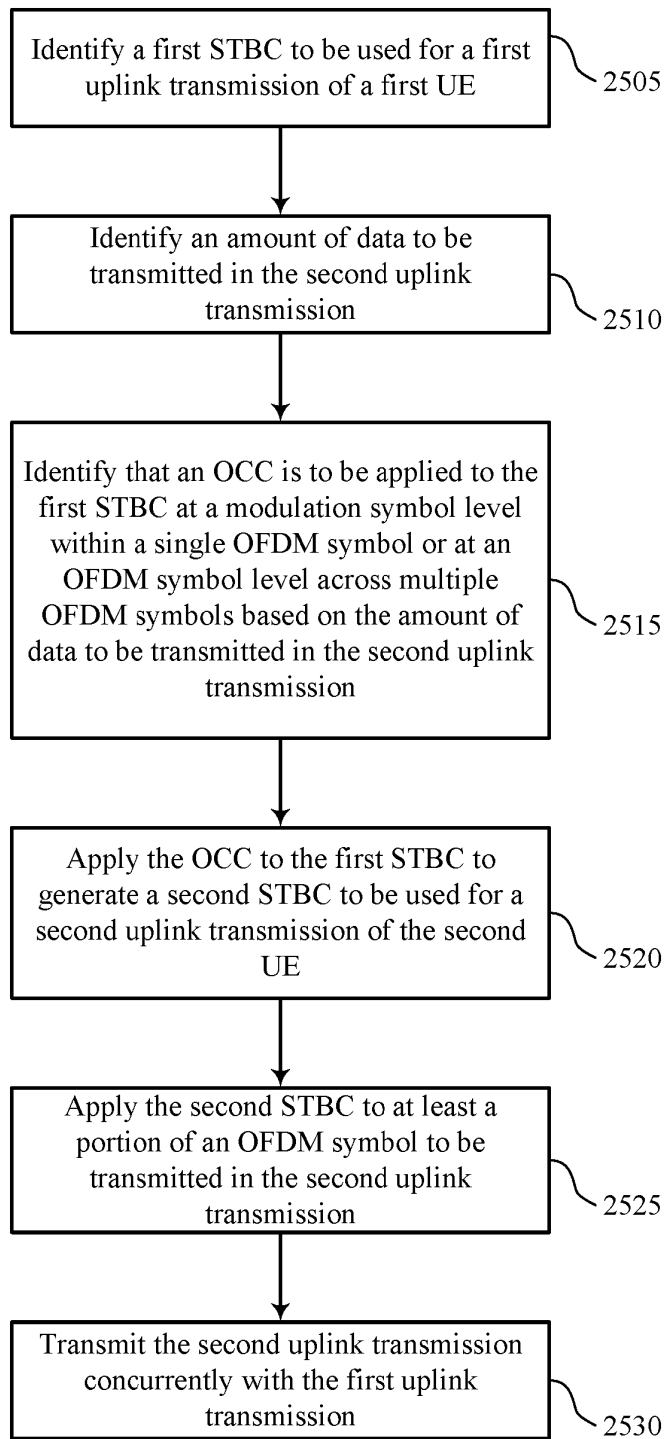 Identify a first STBC to be used for a first
uplink transmission of a first UE
2505
Identify an amount of data to be
transmitted in the second uplink
transmission
2510
Identify that an OCC is to be applied to the
first STBC at a modulation symbol level
within a single OFDM symbol or at an
OFDM symbol level across multiple
OFDM symbols based on the amount of
data to be transmitted in the second uplink
transmission
2515
Apply the OCC to the first STBC to
generate a second STBC to be used for a
second uplink transmission of the second
UE
2520
Apply the second STBC to at least a
portion of an OFDM symbol to be
transmitted in the second uplink
transmission
2525
Transmit the second uplink transmission
concurrently with the first uplink
transmission
2530